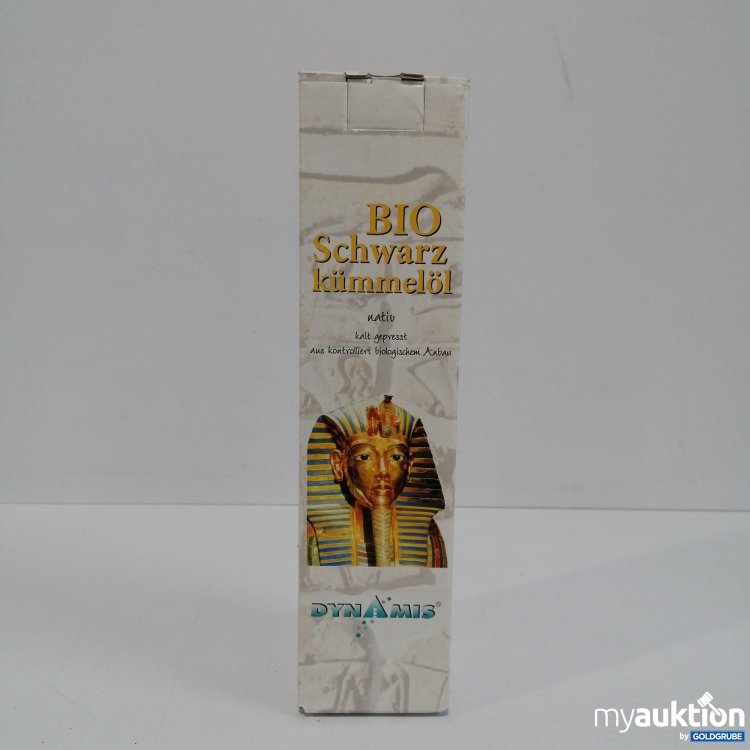 BIO
Schwarz
kümmelöl
nativ
kalt gepresst
aus kontrolliert biologischem Anbau
DYNAMIS®
myauktion
by GOLDGRUBE